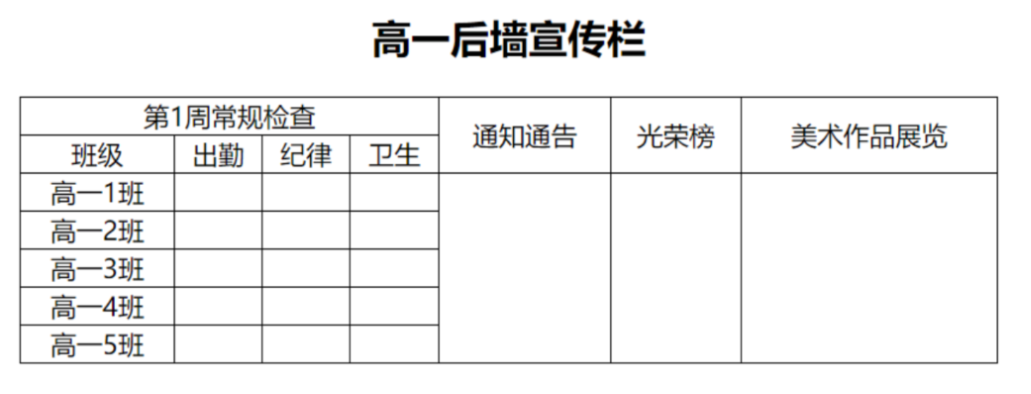 高一后墙宣传栏
第1周常规检查 通知通告 光荣榜 美术作品展览
班级 出勤 纪律 卫生
高一1班
高一2班
高一3班
高一4班
高一5班